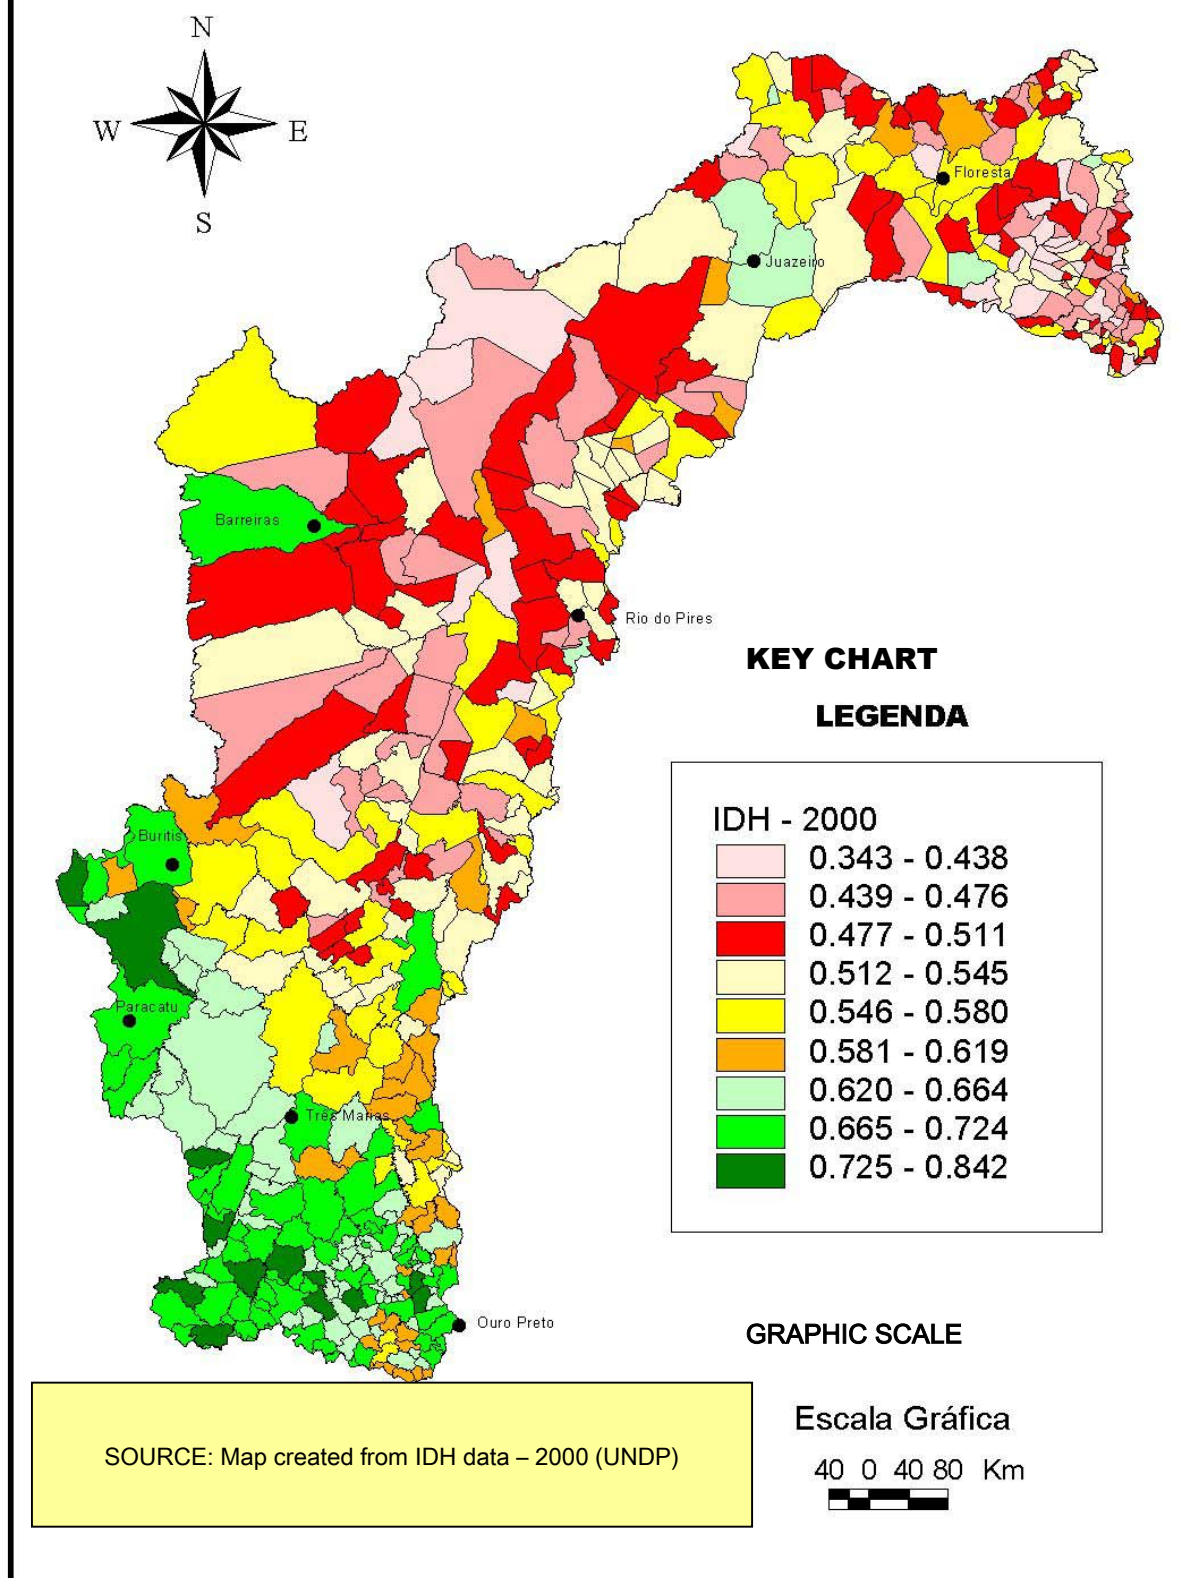 N
W
E
S
Floresta
Juazeiro
Barreiras
Rio do Pires
KEY CHART
LEGENDA
IDH - 2000
0.343 - 0.438
0.439 - 0.476
0.477 - 0.511
0.512 - 0.545
0.546 - 0.580
0.581 - 0.619
0.620 - 0.664
0.665 - 0.724
0.725 - 0.842
Buritis
Paracatu
Três Marias
Ouro Preto
GRAPHIC SCALE
Escala Gráfica
40 0 40 80 Km
SOURCE: Map created from IDH data – 2000 (UNDP)